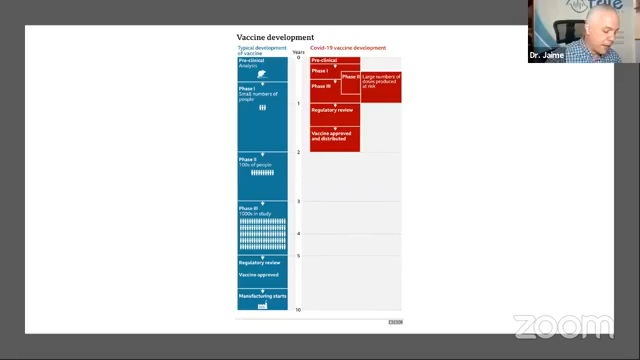 Vaccine development
Typical development
of vaccine
Years
Covid-19 vaccine development
0
Pre-clinical
Analysis
Phase I
Small numbers of
people
Phase II
100s of people
Phase III
1000s in study
Regulatory review
Vaccine approved
Manufacturing starts
1
2
3
4
5
10
Pre-clinical
Phase I
Phase II
Large numbers of
doses produced
at risk
Phase III
Regulatory review
Vaccine approved
and distributed
BBC
Dr. Jaime
zoom